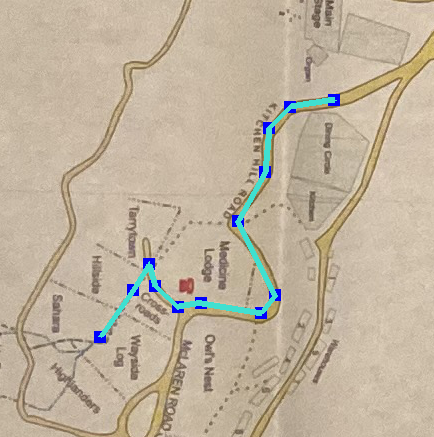 Main
Stage
Organ
KITCHEN HILL ROAD
Dining Circle
Kitchen
Tarrytown
Medicine
Lodge
Hillside
Cross-
roads
Sahara
Wayside
Log
Owl's Nest
McLAREN ROAD
Highlanders
Warehouses